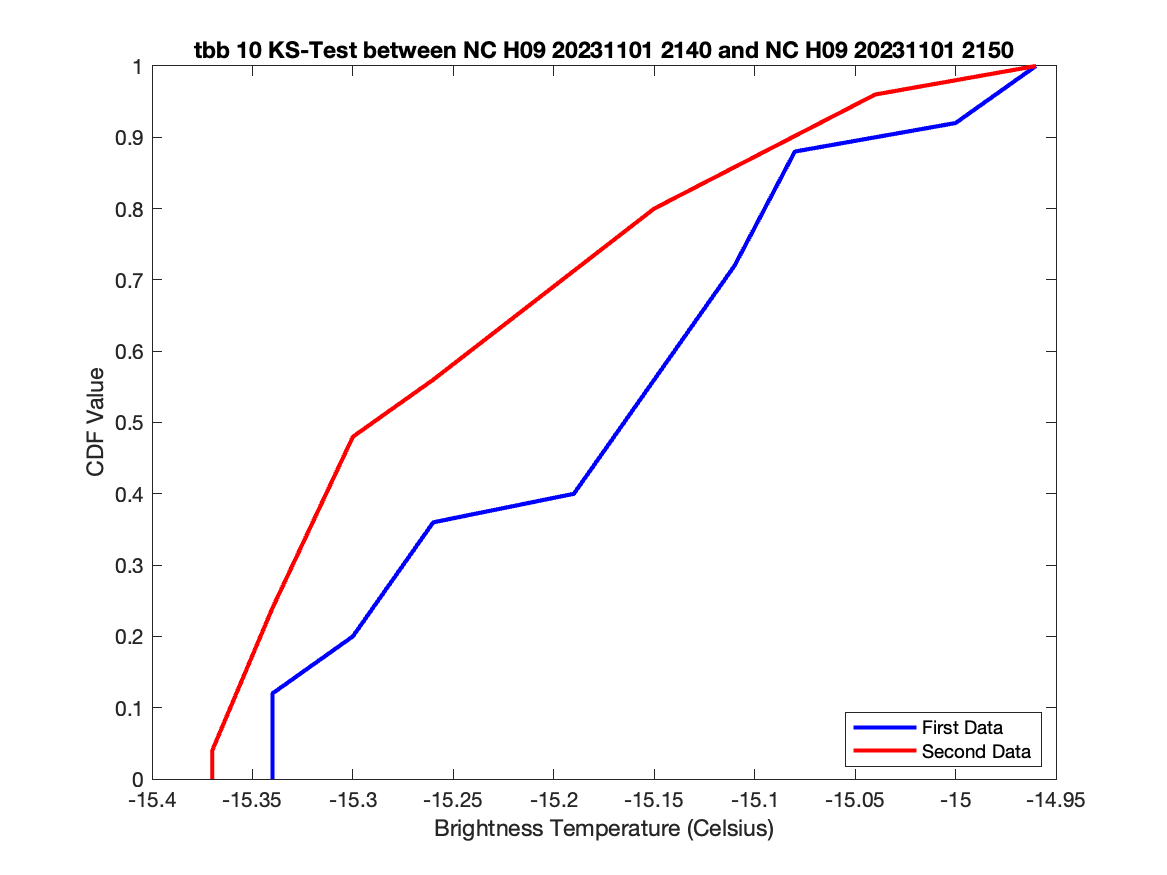 tbb 10 KS-Test between NC H09 20231101 2140 and NC H09 20231101 2150
1
0.9
0.8
0.7
0.6
0.5
0.4
0.3
0.2
0.1
0
CDF Value
First Data
Second Data
-15.4 -15.35 -15.3 -15.25 -15.2 -15.15 -15.1 -15.05 -15 -14.95
Brightness Temperature (Celsius)